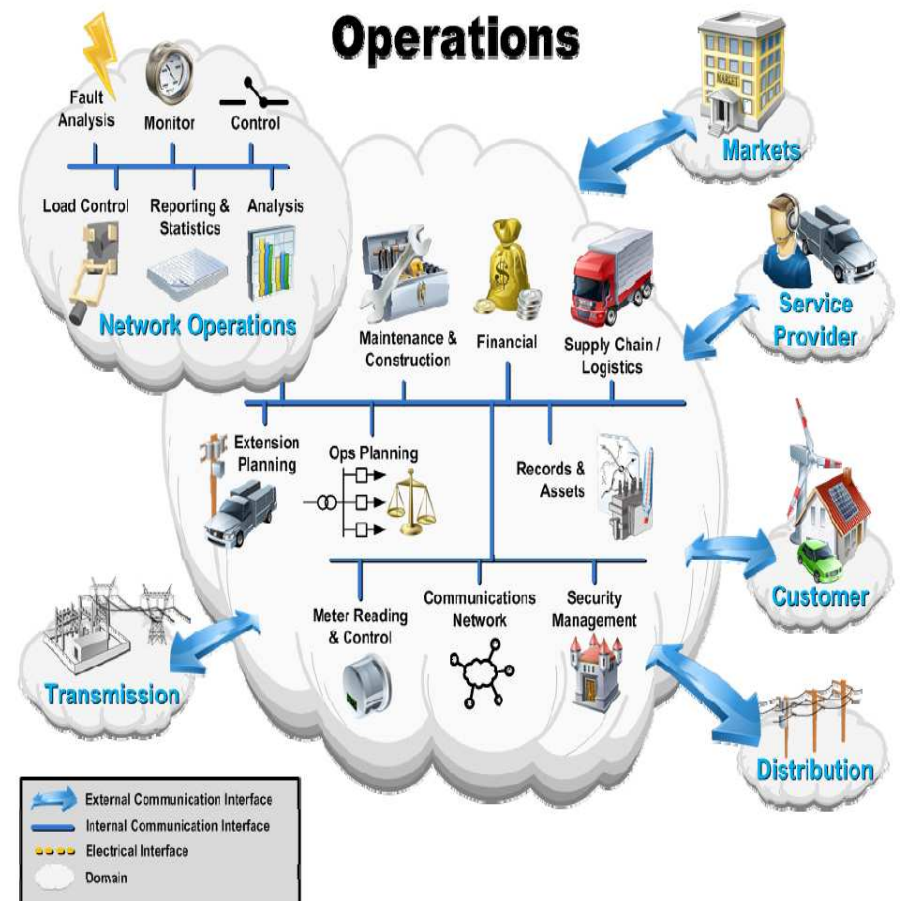 Operations
Fault
Analysis
Monitor
Control
Load Control
Reporting &
Statistics
Analysis
Network Operations
MARKET
Markets
Service
Provider
Maintenance &
Construction
Financial
Supply Chain /
Logistics
Extension
Planning
Ops Planning
Records &
Assets
Customer
Meter Reading
& Control
Communications
Network
Security
Management
Transmission
Distribution
External Communication Interface
Internal Communication Interface
Electrical Interface
Domain